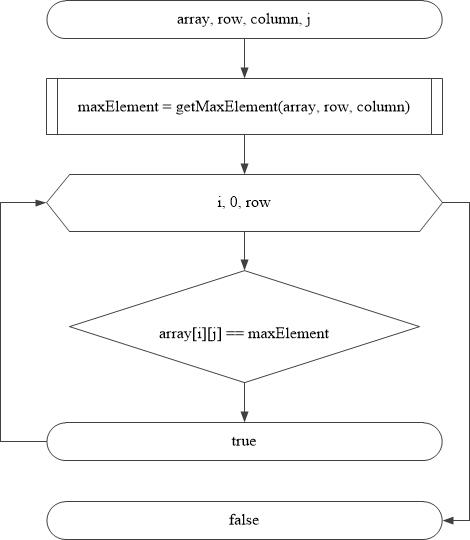 array, row, column, j
maxElement = getMaxElement(array, row, column)
i, 0, row
array[i][j] == maxElement
true
false